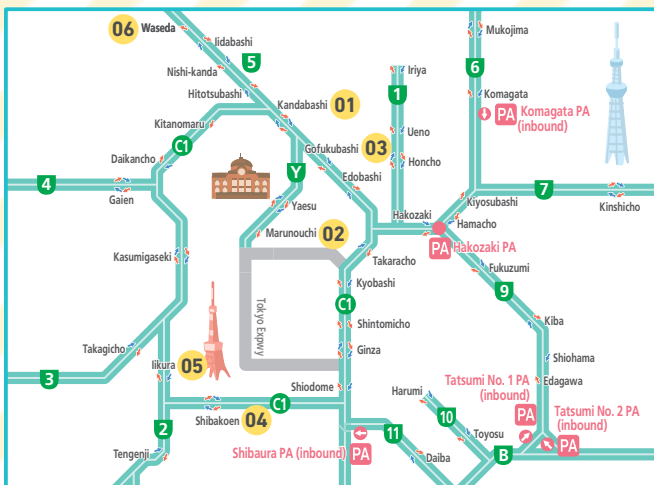 06 Waseda
Iidabashi
5
Nishi-kanda
Hitotsubashi
Kandabashi 01
Kitanomaru
C1
Daikancho
4
Gaien
Gofukubashi 03
Edobashi
Y
Yaesu
Marunouchi 02
Iriya
1
Ueno
Honcho
Mukojima
6
Komagata
PA Komagata PA
(inbound)
7
Kinshicho
Kiyosubashi
Hakozaki
Hamacho
PA Hakozaki PA
Kasumigaseki
Takaracho
Kyobashi
C1
Tokyo Expwy
Shintomicho
Ginza
Fukuzumi
9
Kiba
Shiohama
Edagawa
Takagicho
3
Iikura 05
Shiodome
Shibakoen 04
C1
2
Tengenji
Harumi
10
Toyosu
Tatsumi No. 1 PA
(inbound)
PA
Tatsumi No. 2 PA
(inbound)
PA
B
11
Daiba
Shibaura PA (inbound) PA